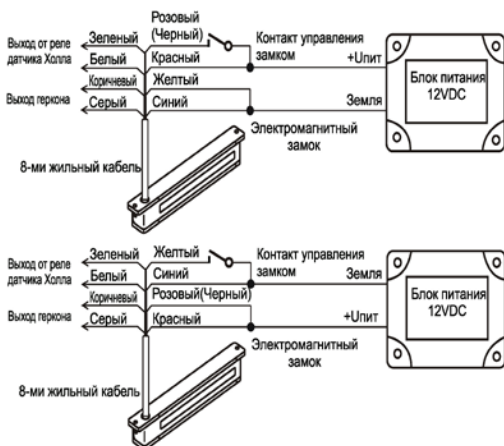 Розовый
Зеленый (Черный) Контакт управления
Выход от реле замком
датчика Холла Белый Красный +Uпит
Коричневый Желтый
Выход геркона Серый Синий Земля
Блок питания
12VDC
Электромагнитный
замок
8-ми жильный кабель
Зеленый Желтый Контакт управления
Выход от реле замком
датчика Холла Белый Синий Земля
Коричневый Розовый(Черный)
Выход геркона Серый Красный +Uпит
Блок питания
12VDC
Электромагнитный
замок
8-ми жильный кабель